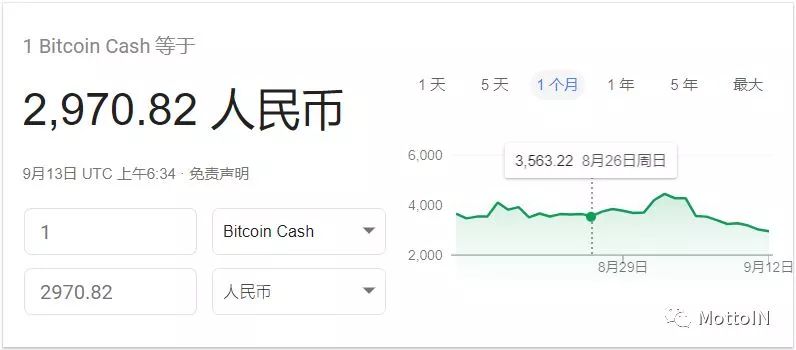 1 Bitcoin Cash 等于
2,970.82 人民币
9月13日 UTC 上午6:34 · 免责声明
1
Bitcoin Cash
2970.82
人民币
1 天 5 天 1 个月 1 年 5 年 最大
3,563.22 8月26日周日
6,000
4,000
2,000
8月29日 9月12日
MottoIN